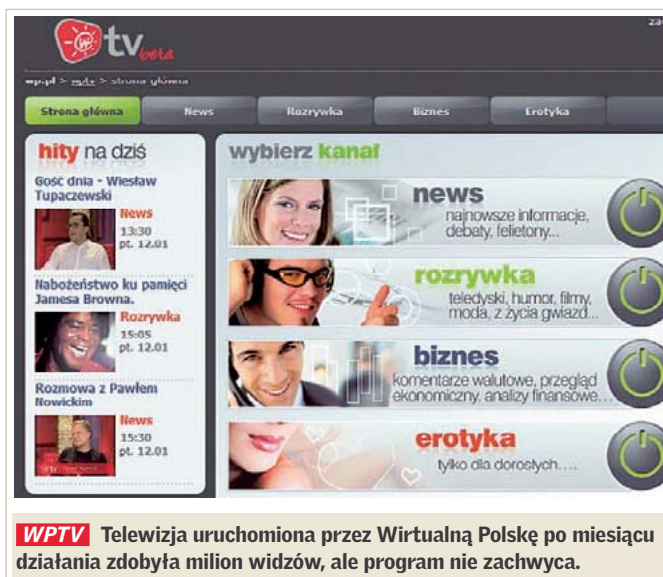 tv beta
wp.pl > wptv > strona główna
Strona główna News Rozrywka Biznes Erotyka
hity na dziś
Gość dnia - Wiesław
Tupaczewski
News
13:30
pt. 12.01
Nabożeństwo ku pamięci
Jamesa Browna.
Rozrywka
15:05
pt. 12.01
Rozmowa z Pawłem
Nowickim
News
15:30
pt. 12.01
wybierz kanał
news
najnowsze informacje,
debaty, felietony...
rozrywka
teledyski, humor, filmy,
moda, z życia gwiazd...
biznes
komentarze walutowe, przegląd
ekonomiczny, analizy finansowe...
erotyka
tylko dla dorosłych....
WPTV Telewizja uruchomiona przez Wirtualną Polskę po miesiącu
działania zdobyła milion widzów, ale program nie zachwyca.